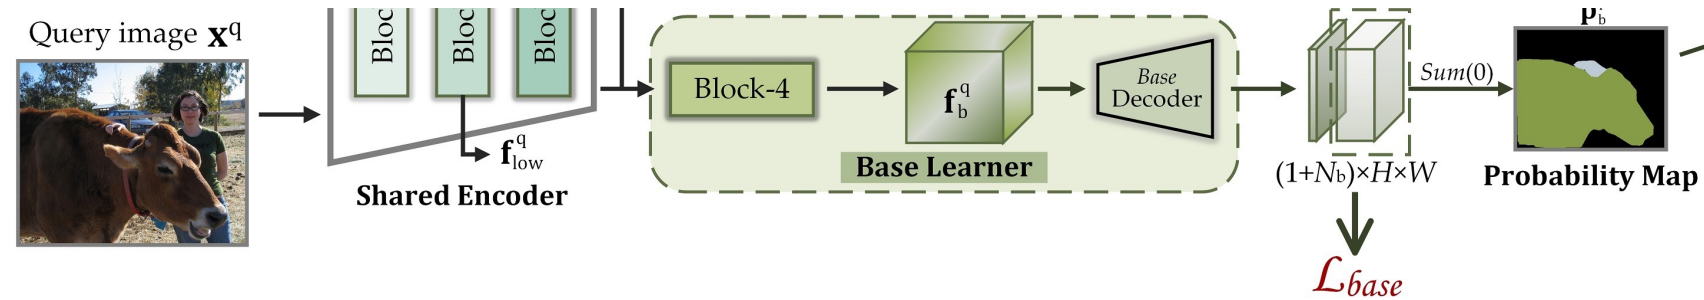 Query image x^q
Bloc
Bloc
Bloc
f^q_low
Shared Encoder
Block-4
f^q_b
Base
Decoder
Base Learner
(1+N_b)×H×W
ℒ_base
Sum(0)
Probability Map